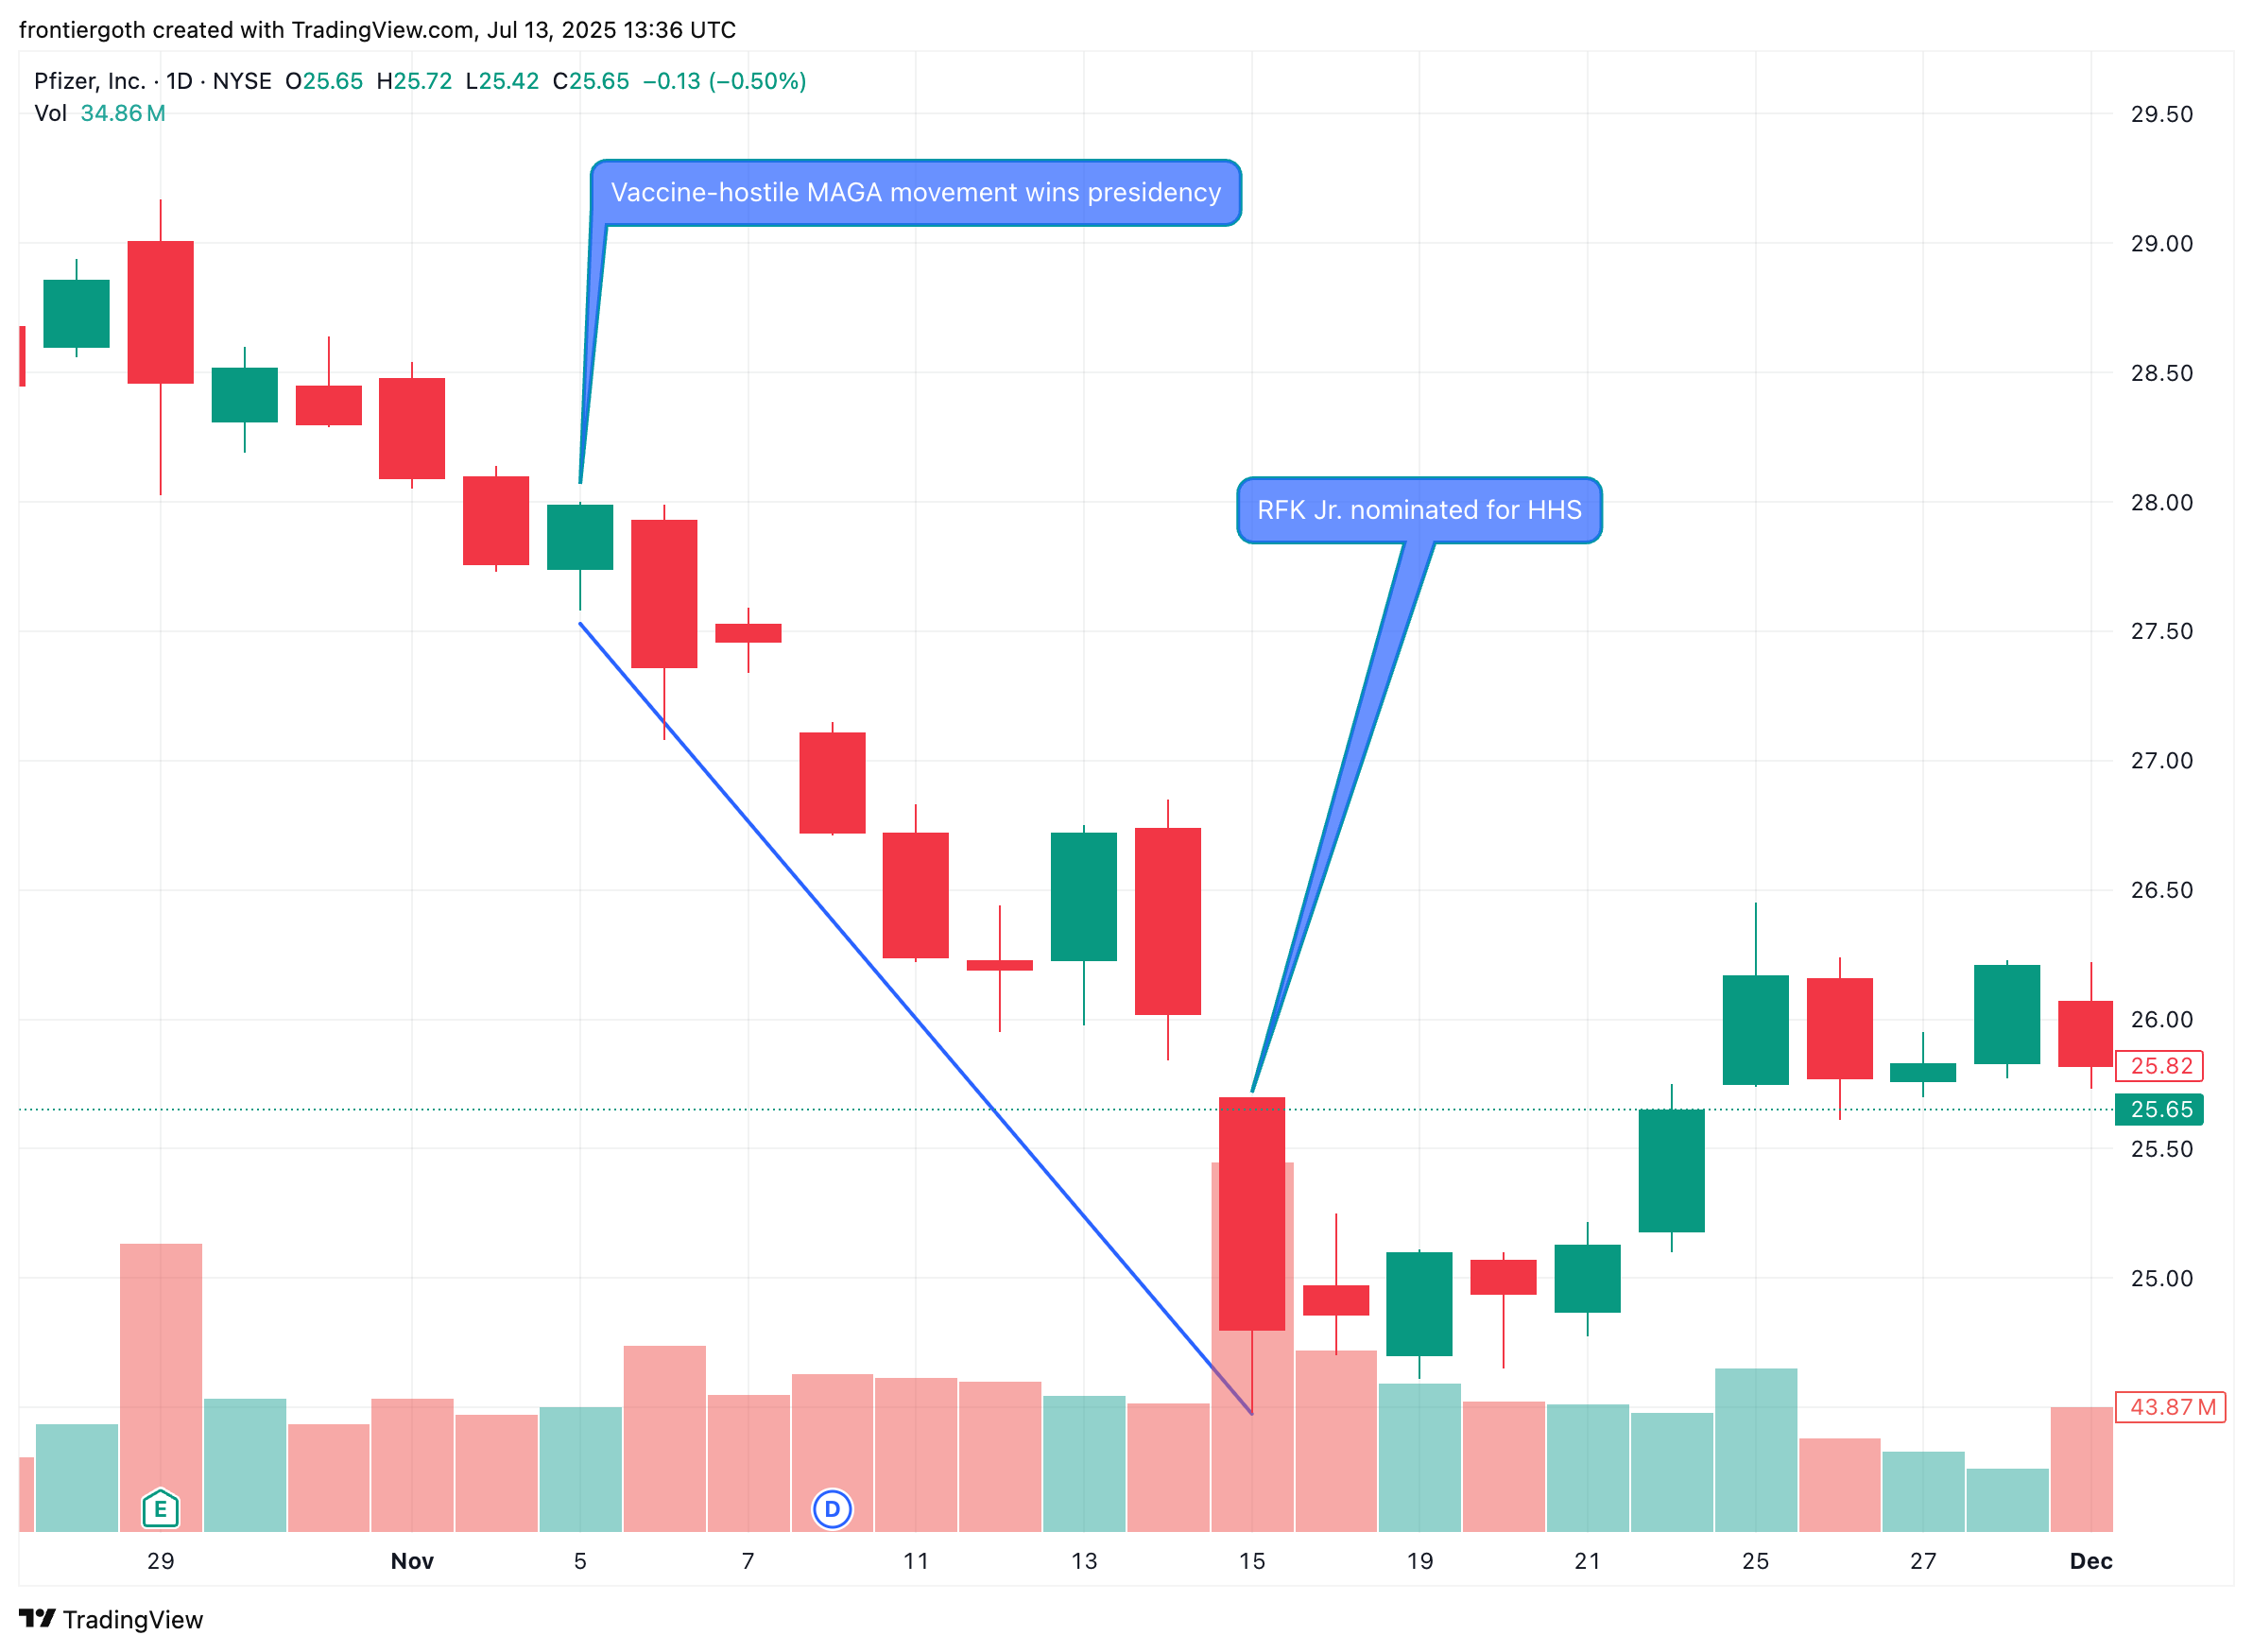 frontiergoth created with TradingView.com, Jul 13, 2025 13:36 UTC
Pfizer, Inc. · 1D · NYSE O25.65 H25.72 L25.42 C25.65 −0.13 (−0.50%)
Vol 34.86 M
29.50
Vaccine-hostile MAGA movement wins presidency
29.00
28.50
28.00
RFK Jr. nominated for HHS
27.50
27.00
26.50
26.00
25.82
25.65
25.50
25.00
43.87 M
E
D
29 Nov 5 7 11 13 15 19 21 25 27 Dec
TradingView